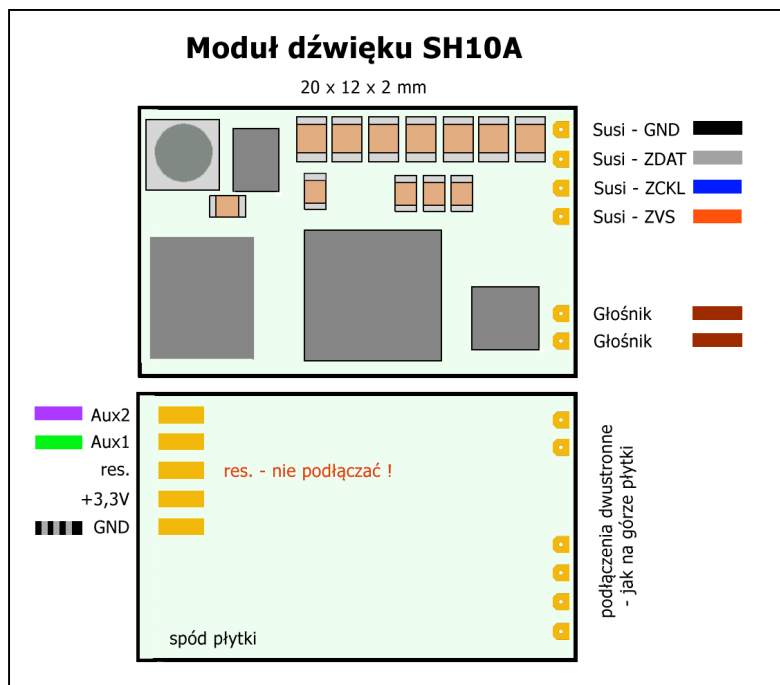 Moduł dźwięku SH10A
20 x 12 x 2 mm
Susi - GND
Susi - ZDAT
Susi - ZCKL
Susi - ZVS
Głośnik
Głośnik
Aux2
Aux1
res.
res. - nie podłączać !
+3,3V
GND
spód płytki
podłączenia dwustronne
- jak na górze płytki